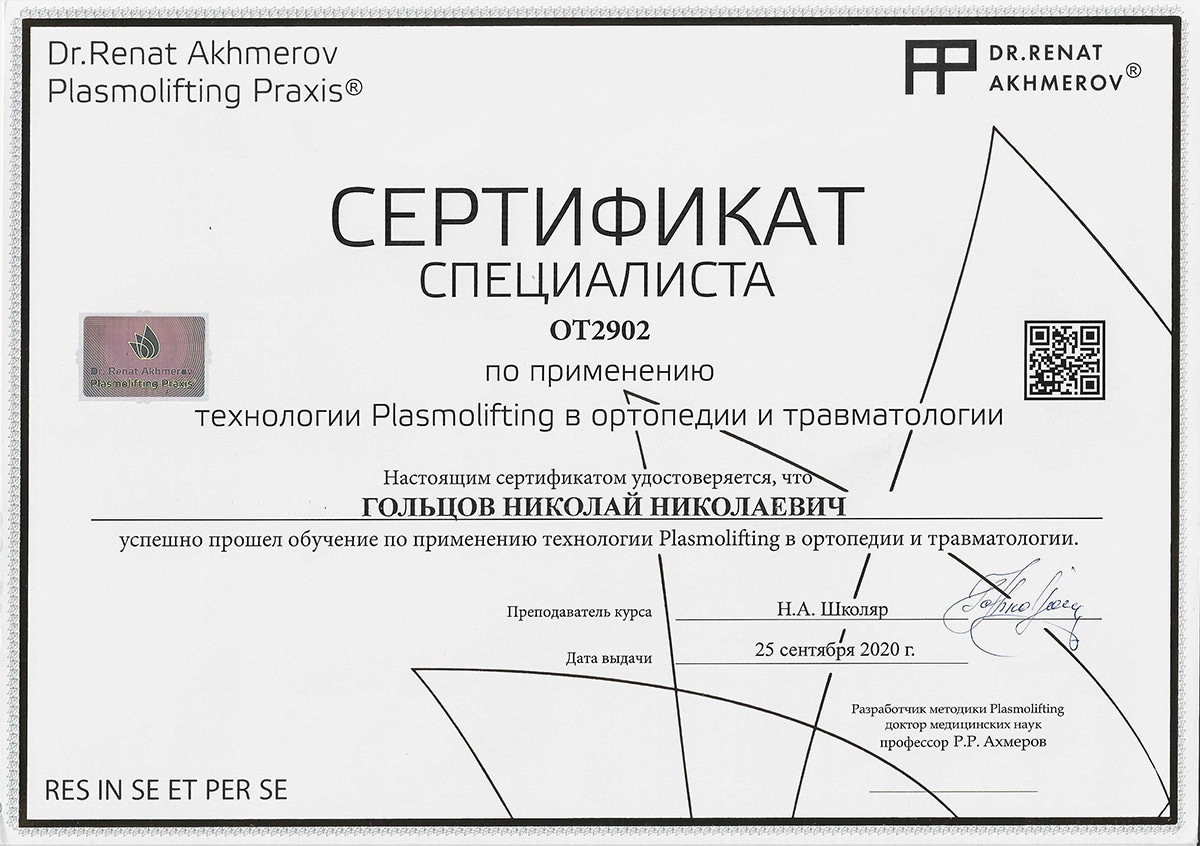 Dr.Renat Akhmerov
Plasmolifting Praxis®
DR.RENAT
AKHMEROV®
СЕРТИФИКАТ
СПЕЦИАЛИСТА
ОТ2902
по применению
Dr. Renat Akhmerov
Plasmolifting Praxis
технологии Plasmolifting в ортопедии и травматологии
Настоящим сертификатом удостоверяется, что
ГОЛЬЦОВ НИКОЛАЙ НИКОЛАЕВИЧ
успешно прошел обучение по применению технологии Plasmolifting в ортопедии и травматологии.
Преподаватель курса Н.А. Школяр
Дата выдачи 25 сентября 2020 г.
Разработчик методики Plasmolifting
доктор медицинских наук
профессор Р.Р. Ахмеров
RES IN SE ET PER SE